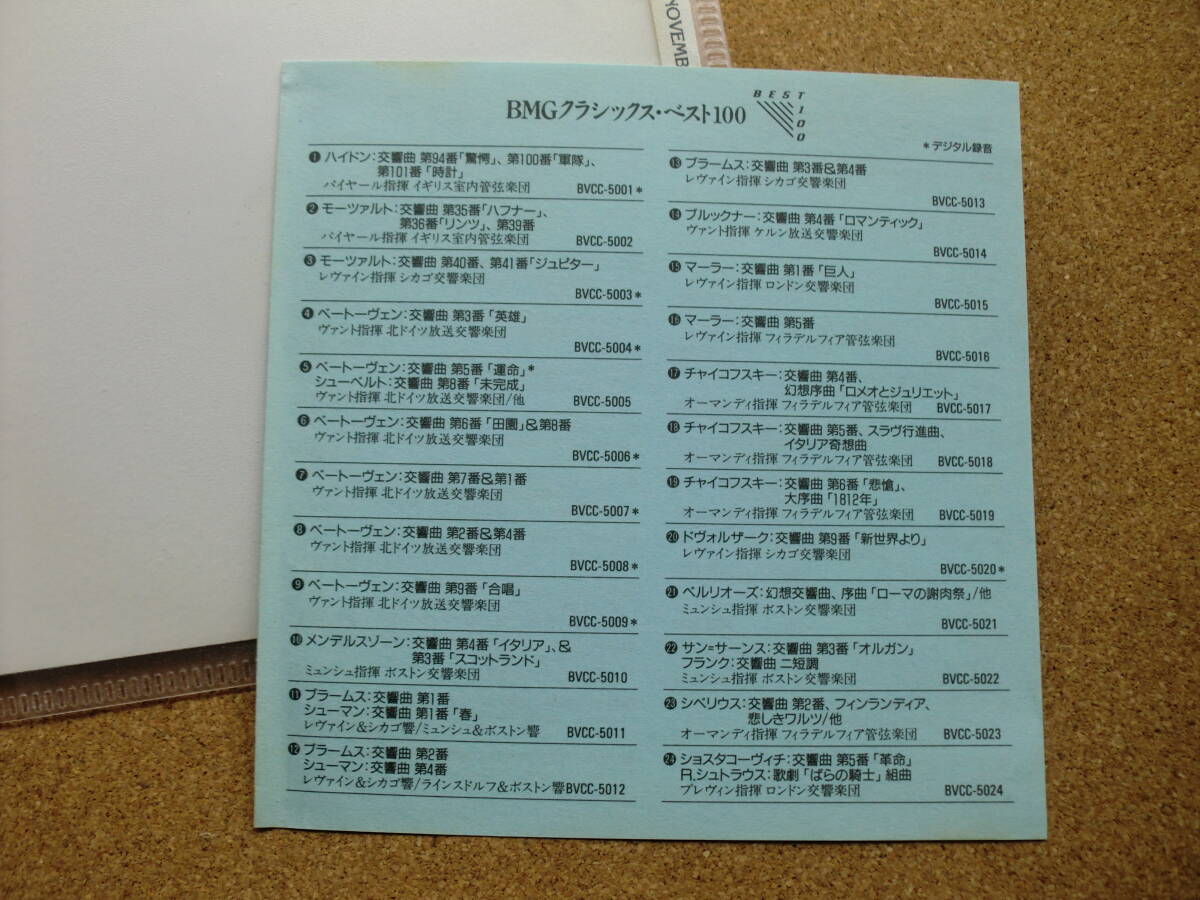 NOVEMB
BMGクラシックス・ベスト100
BEST
100
*デジタル録音
❶ハイドン:交響曲 第94番「驚愕」、第100番「軍隊」、
第101番「時計」
パイヤール指揮 イギリス室内管弦楽団 BVCC-5001*
❷モーツァルト:交響曲 第35番「ハフナー」、
第36番「リンツ」、第39番
パイヤール指揮 イギリス室内管弦楽団 BVCC-5002
❸モーツァルト:交響曲 第40番、第41番「ジュピター」
レヴァイン指揮 シカゴ交響楽団
BVCC-5003*
❹ベートーヴェン:交響曲 第3番「英雄」
ヴァント指揮 北ドイツ放送交響楽団
BVCC-5004*
❺ベートーヴェン:交響曲 第5番「運命」*
シューベルト:交響曲 第8番「未完成」
ヴァント指揮 北ドイツ放送交響楽団/他 BVCC-5005
❻ベートーヴェン:交響曲 第6番「田園」&第8番
ヴァント指揮 北ドイツ放送交響楽団
BVCC-5006*
❼ベートーヴェン:交響曲 第7番&第1番
ヴァント指揮 北ドイツ放送交響楽団
BVCC-5007*
❽ベートーヴェン:交響曲 第2番&第4番
ヴァント指揮 北ドイツ放送交響楽団
BVCC-5008*
❾ベートーヴェン:交響曲 第9番「合唱」
ヴァント指揮 北ドイツ放送交響楽団
BVCC-5009*
❿メンデルスゾーン:交響曲 第4番「イタリア」、&
第3番「スコットランド」
ミュンシュ指揮 ボストン交響楽団 BVCC-5010
⓫ブラームス:交響曲 第1番
シューマン:交響曲 第1番「春」
レヴァイン&シカゴ響/ミュンシュ&ボストン響 BVCC-5011
⓬ブラームス:交響曲 第2番
シューマン:交響曲 第4番
レヴァイン&シカゴ響/ラインスドルフ&ボストン響BVCC-5012
⓭ブラームス:交響曲 第3番&第4番
レヴァイン指揮 シカゴ交響楽団
BVCC-5013
⓮ブルックナー:交響曲 第4番「ロマンティック」
ヴァント指揮 ケルン放送交響楽団
BVCC-5014
⓯マーラー:交響曲 第1番「巨人」
レヴァイン指揮 ロンドン交響楽団
BVCC-5015
⓰マーラー:交響曲 第5番
レヴァイン指揮 フィラデルフィア管弦楽団
BVCC-5016
⓱チャイコフスキー:交響曲 第4番、
幻想序曲「ロメオとジュリエット」
オーマンディ指揮 フィラデルフィア管弦楽団 BVCC-5017
⓲チャイコフスキー:交響曲 第5番、スラヴ行進曲、
イタリア奇想曲
オーマンディ指揮 フィラデルフィア管弦楽団 BVCC-5018
⓳チャイコフスキー:交響曲 第6番「悲愴」、
大序曲「1812年」
オーマンディ指揮 フィラデルフィア管弦楽団 BVCC-5019
⓴ドヴォルザーク:交響曲 第9番「新世界より」
レヴァイン指揮 シカゴ交響楽団
BVCC-5020*
㉑ベルリオーズ:幻想交響曲、序曲「ローマの謝肉祭」/他
ミュンシュ指揮 ボストン交響楽団
BVCC-5021
㉒サン=サーンス:交響曲 第3番「オルガン」
フランク:交響曲 ニ短調
ミュンシュ指揮 ボストン交響楽団 BVCC-5022
㉓シベリウス:交響曲 第2番、フィンランディア、
悲しきワルツ/他
オーマンディ指揮 フィラデルフィア管弦楽団 BVCC-5023
㉔ショスタコーヴィチ:交響曲 第5番「革命」
R.シュトラウス:歌劇「ばらの騎士」組曲
プレヴィン指揮 ロンドン交響楽団 BVCC-5024